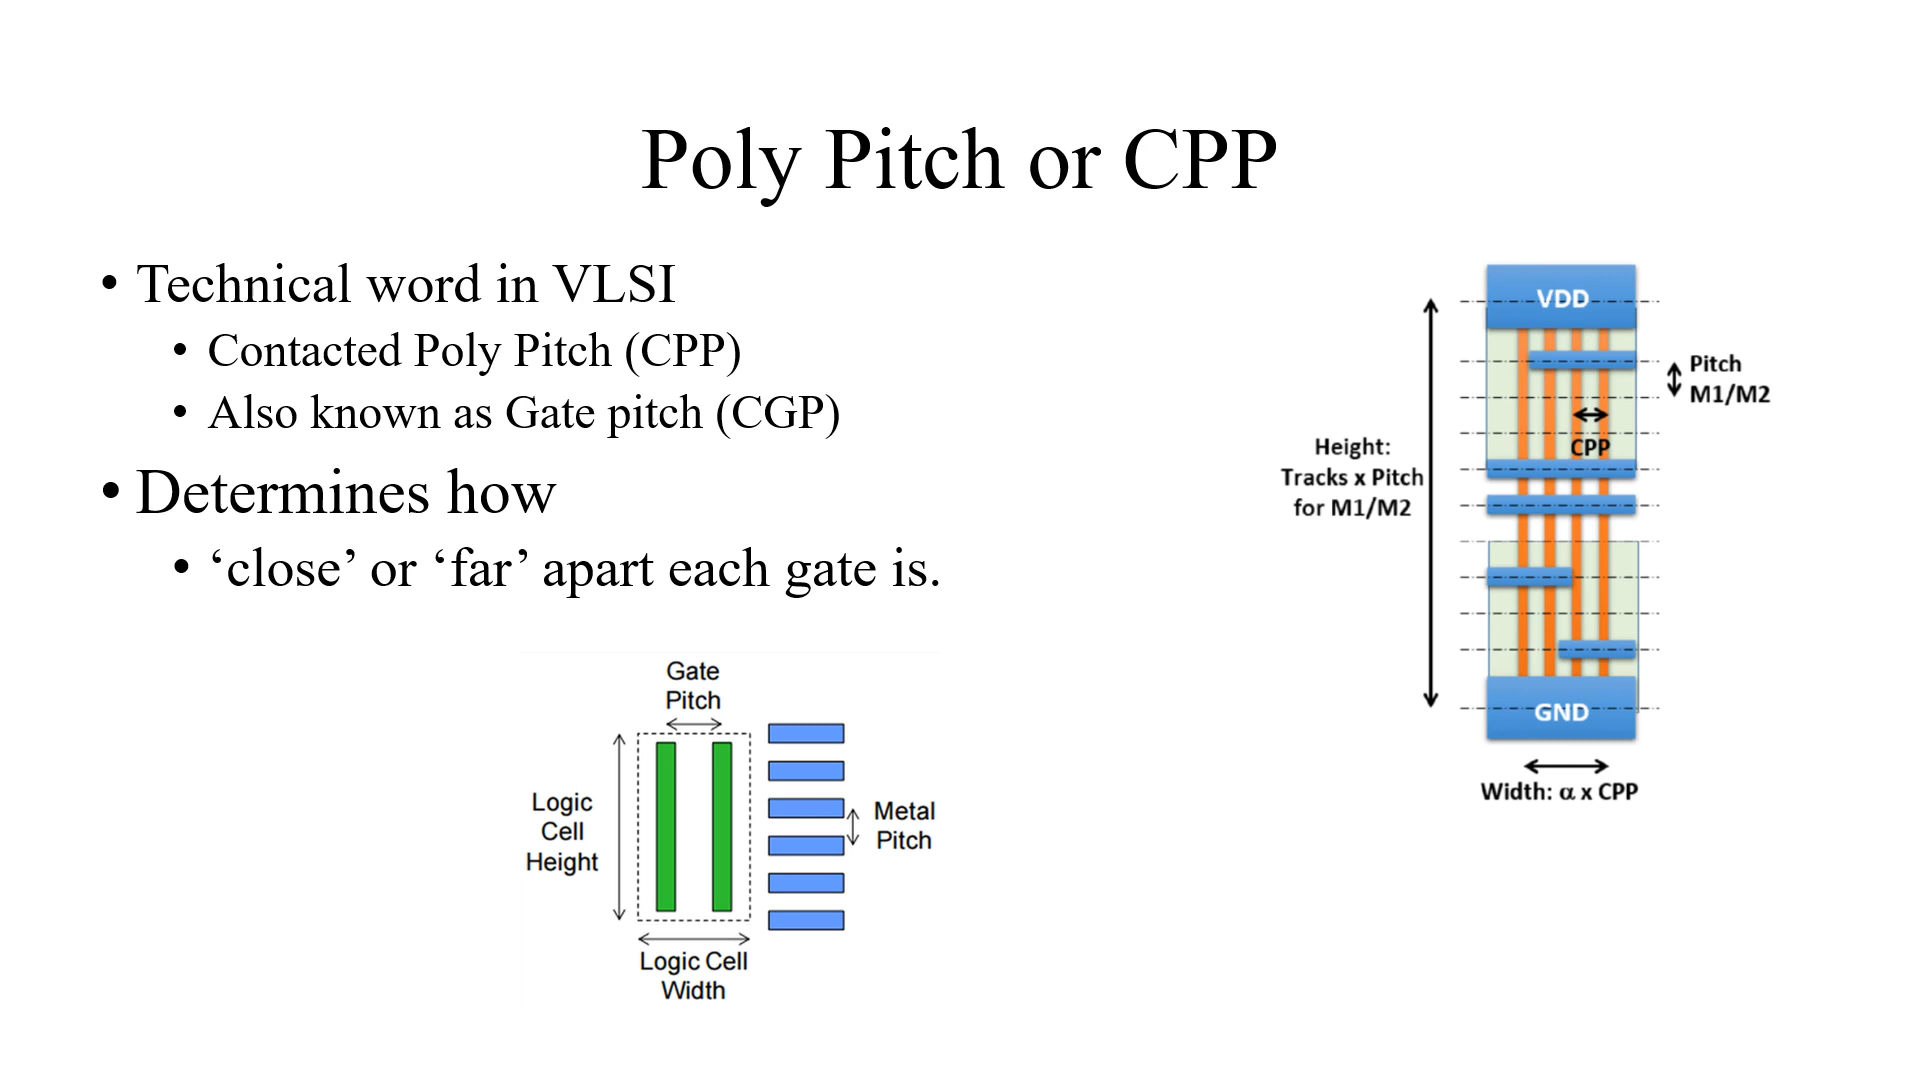 Poly Pitch or CPP
• Technical word in VLSI
• Contacted Poly Pitch (CPP)
• Also known as Gate pitch (CGP)
• Determines how
• ‘close’ or ‘far’ apart each gate is.
Gate
Pitch
Logic
Cell
Height
Metal
Pitch
Logic Cell
Width
VDD
Pitch
M1/M2
CPP
Height:
Tracks x Pitch
for M1/M2
GND
Width: α x CPP